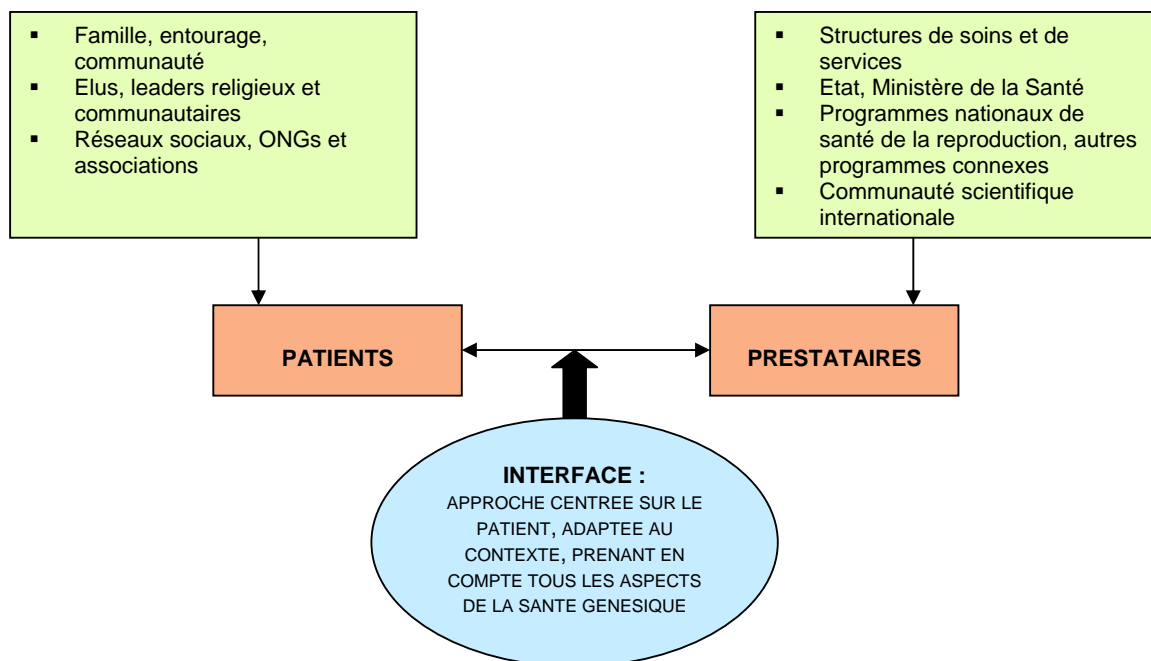 ▪ Famille, entourage,
communauté
▪ Elus, leaders religieux et
communautaires
▪ Réseaux sociaux, ONGs et
associations
▪ Structures de soins et de
services
▪ Etat, Ministère de la Santé
▪ Programmes nationaux de
santé de la reproduction, autres
programmes connexes
▪ Communauté scientifique
internationale
PATIENTS
PRESTATAIRES
INTERFACE :
APPROCHE CENTREE SUR LE
PATIENT, ADAPTEE AU
CONTEXTE, PRENANT EN
COMPTE TOUS LES ASPECTS
DE LA SANTE GENESIQUE